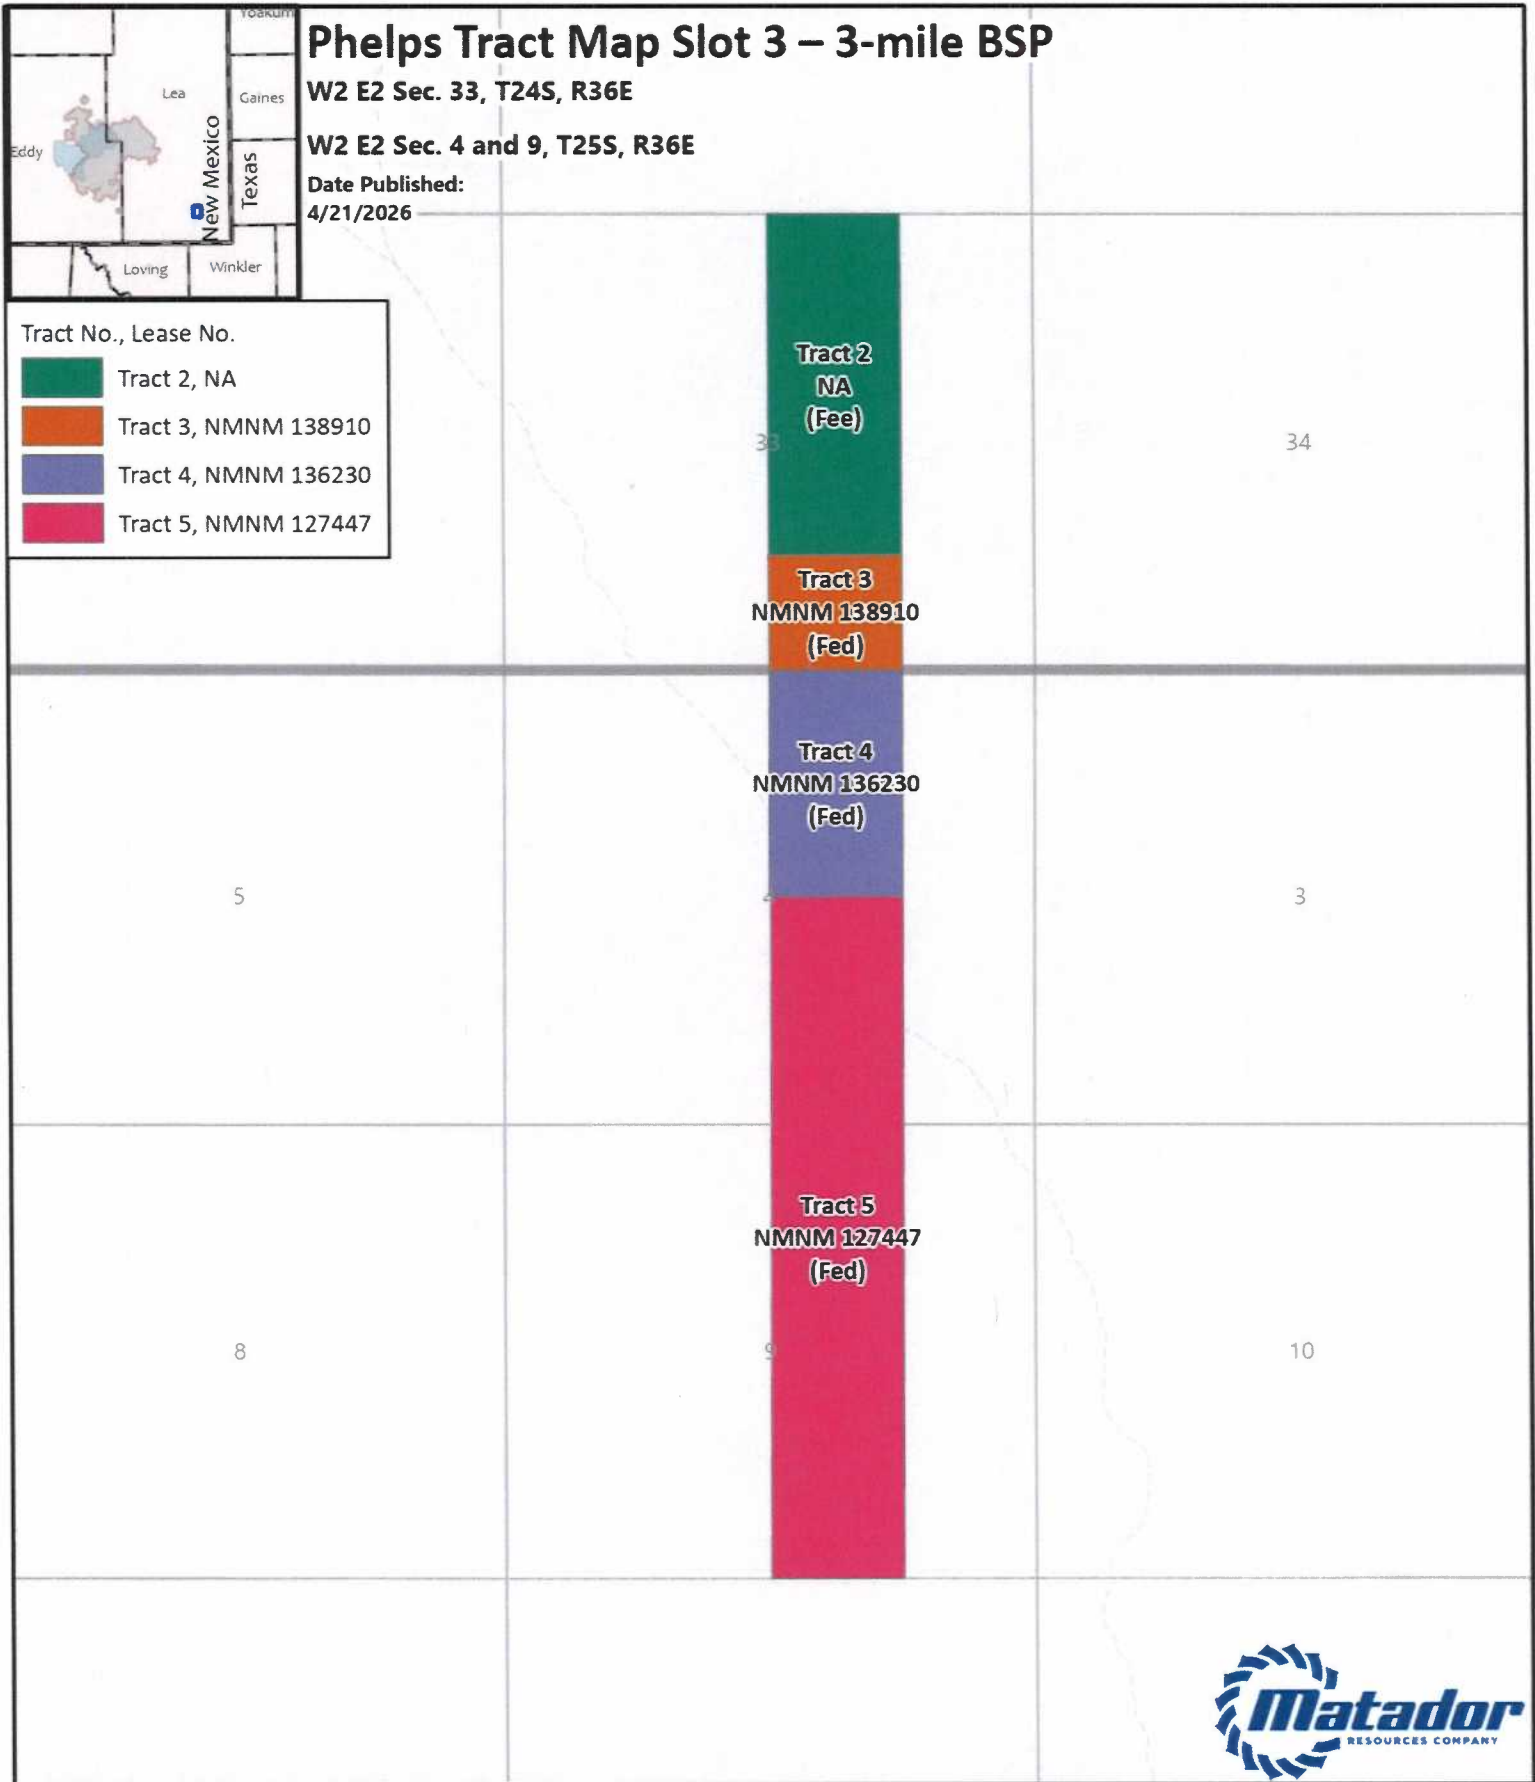 Yoakum
Lea
Gaines
Eddy
New Mexico
Texas
Loving
Winkler
Phelps Tract Map Slot 3 – 3-mile BSP
W2 E2 Sec. 33, T24S, R36E
W2 E2 Sec. 4 and 9, T25S, R36E
Date Published:
4/21/2026
Tract No., Lease No.
Tract 2, NA
Tract 3, NMNM 138910
Tract 4, NMNM 136230
Tract 5, NMNM 127447
Tract 2
NA
(Fee)
33
34
Tract 3
NMNM 138910
(Fed)
Tract 4
NMNM 136230
(Fed)
5
4
3
Tract 5
NMNM 127447
(Fed)
8
9
10
Matador
RESOURCES COMPANY